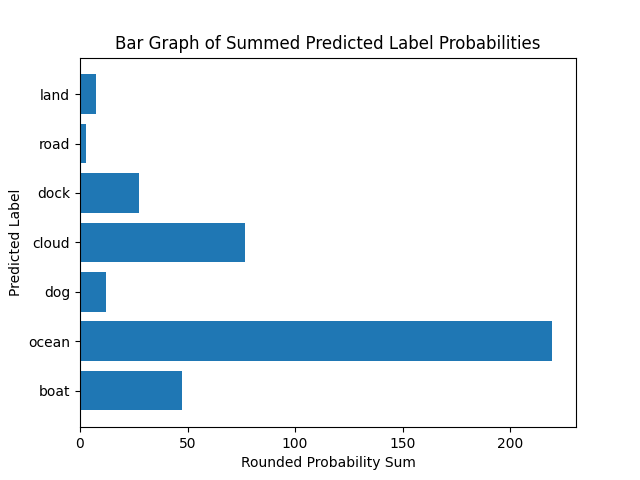 Bar Graph of Summed Predicted Label Probabilities
Predicted Label
land
road
dock
cloud
dog
ocean
boat
0 50 100 150 200
Rounded Probability Sum